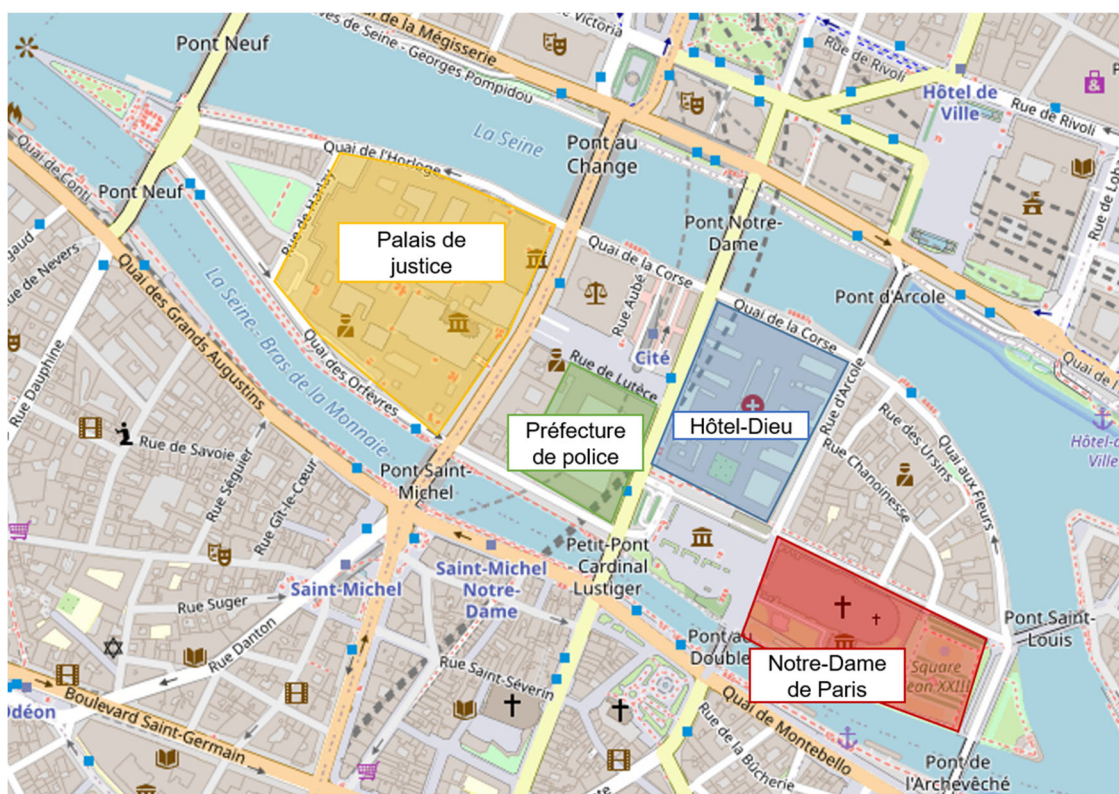 Pont Neuf
Quai de la Mégisserie
Victoria
Rue de Rivoli
Hôtel de
Ville
Rue de Rivoli
Seine - Georges Pompidou
La Seine
Pont au
Change
Quai de l'Horloge
Quai de Conti
Pont Neuf
Rue de Harlay
Palais de
justice
Pont Notre-
Dame
Quai de la Corse
Pont d'Arcole
Rue de Loba
Rue de Nevers
Quai des Grands Augustins
La Seine - Bras de la Monnaie
Quai des Orfèvres
Rue Aubé
Cité
Quai de la Corse
Quai de l'
Rue de Lutèce
Rue Dauphine
Préfecture
de police
Hôtel-Dieu
Rue d'Arcole
Rue des Ursins
Quai aux Fleurs
Hôtel-d
Ville
Rue de Savoie
Rue Séguier
Rue Gît-le-Cœur
Pont Saint-
Michel
Rue Chanoinesse
Saint-Michel
Saint-Michel
Notre-
Dame
Petit-Pont
Cardinal
Lustiger
Rue Suger
Rue Danton
Pont Saint-
Louis
Pont au
Double
Notre-Dame
de Paris
Square
Jean XXIII
Rue Saint-Séverin
Quai de Montebello
Odéon
Boulevard Saint-Germain
Rue de la Bûcherie
Pont de
l'Archevêché